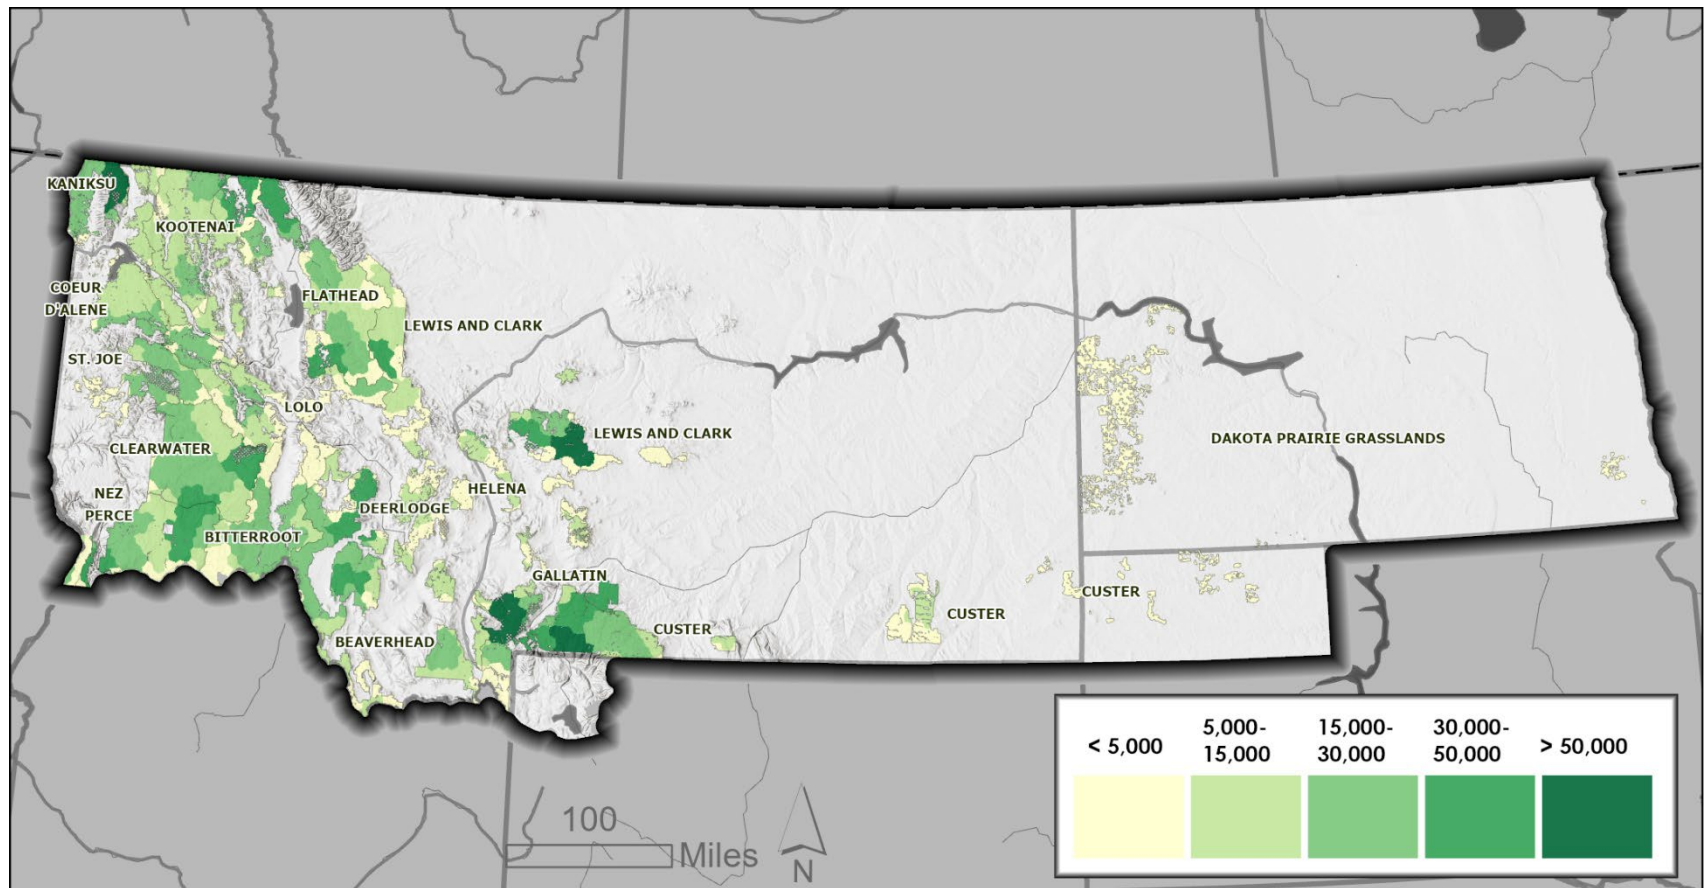 KANIKSU
KOOTENAI
COEUR
D'ALENE
FLATHEAD
LEWIS AND CLARK
ST. JOE
LOLO
LEWIS AND CLARK
DAKOTA PRAIRIE GRASSLANDS
CLEARWATER
HELENA
NEZ
PERCE
DEERLODGE
BITTERROOT
GALLATIN
CUSTER
CUSTER
CUSTER
BEAVERHEAD
< 5,000
5,000-
15,000
15,000-
30,000
30,000-
50,000
> 50,000
100
Miles
N